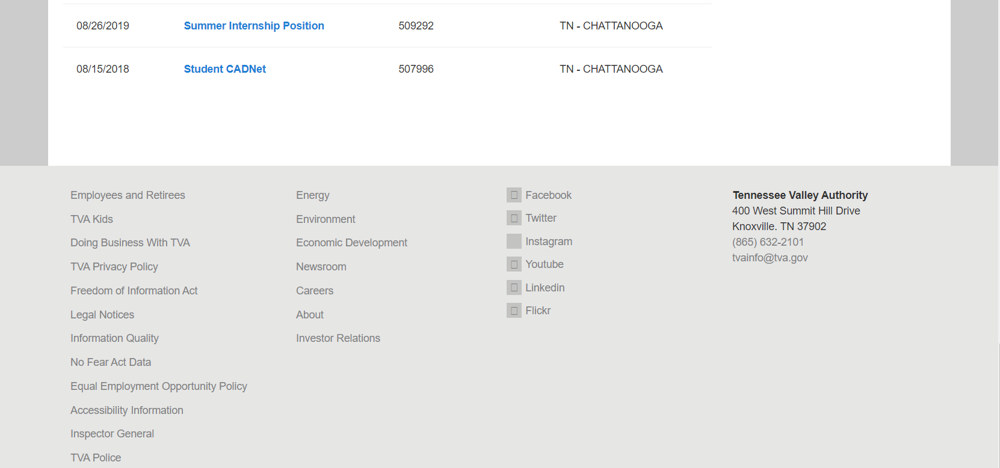 08/26/2019 Summer Internship Position 509292 TN - CHATTANOOGA
08/15/2018 Student CADNet 507996 TN - CHATTANOOGA
Employees and Retirees
TVA Kids
Doing Business With TVA
TVA Privacy Policy
Freedom of Information Act
Legal Notices
Information Quality
No Fear Act Data
Equal Employment Opportunity Policy
Accessibility Information
Inspector General
TVA Police
Energy
Environment
Economic Development
Newsroom
Careers
About
Investor Relations
Facebook
Twitter
Instagram
Youtube
Linkedin
Flickr
Tennessee Valley Authority
400 West Summit Hill Drive
Knoxville. TN 37902
(865) 632-2101
tvainfo@tva.gov